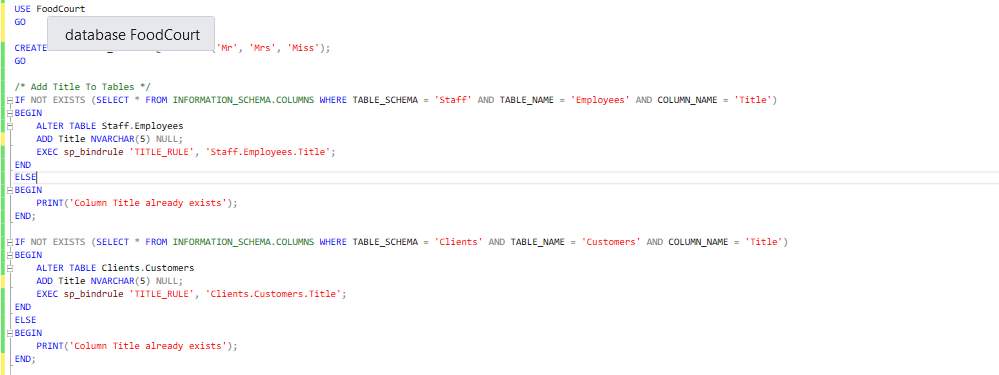 USE FoodCourt
GO
database FoodCourt
CREATE 'Mr', 'Mrs', 'Miss');
GO
/* Add Title To Tables */
IF NOT EXISTS (SELECT * FROM INFORMATION_SCHEMA.COLUMNS WHERE TABLE_SCHEMA = 'Staff' AND TABLE_NAME = 'Employees' AND COLUMN_NAME = 'Title')
BEGIN
ALTER TABLE Staff.Employees
ADD Title NVARCHAR(5) NULL;
EXEC sp_bindrule 'TITLE_RULE', 'Staff.Employees.Title';
END
ELSE
BEGIN
PRINT('Column Title already exists');
END;
IF NOT EXISTS (SELECT * FROM INFORMATION_SCHEMA.COLUMNS WHERE TABLE_SCHEMA = 'Clients' AND TABLE_NAME = 'Customers' AND COLUMN_NAME = 'Title')
BEGIN
ALTER TABLE Clients.Customers
ADD Title NVARCHAR(5) NULL;
EXEC sp_bindrule 'TITLE_RULE', 'Clients.Customers.Title';
END
ELSE
BEGIN
PRINT('Column Title already exists');
END;